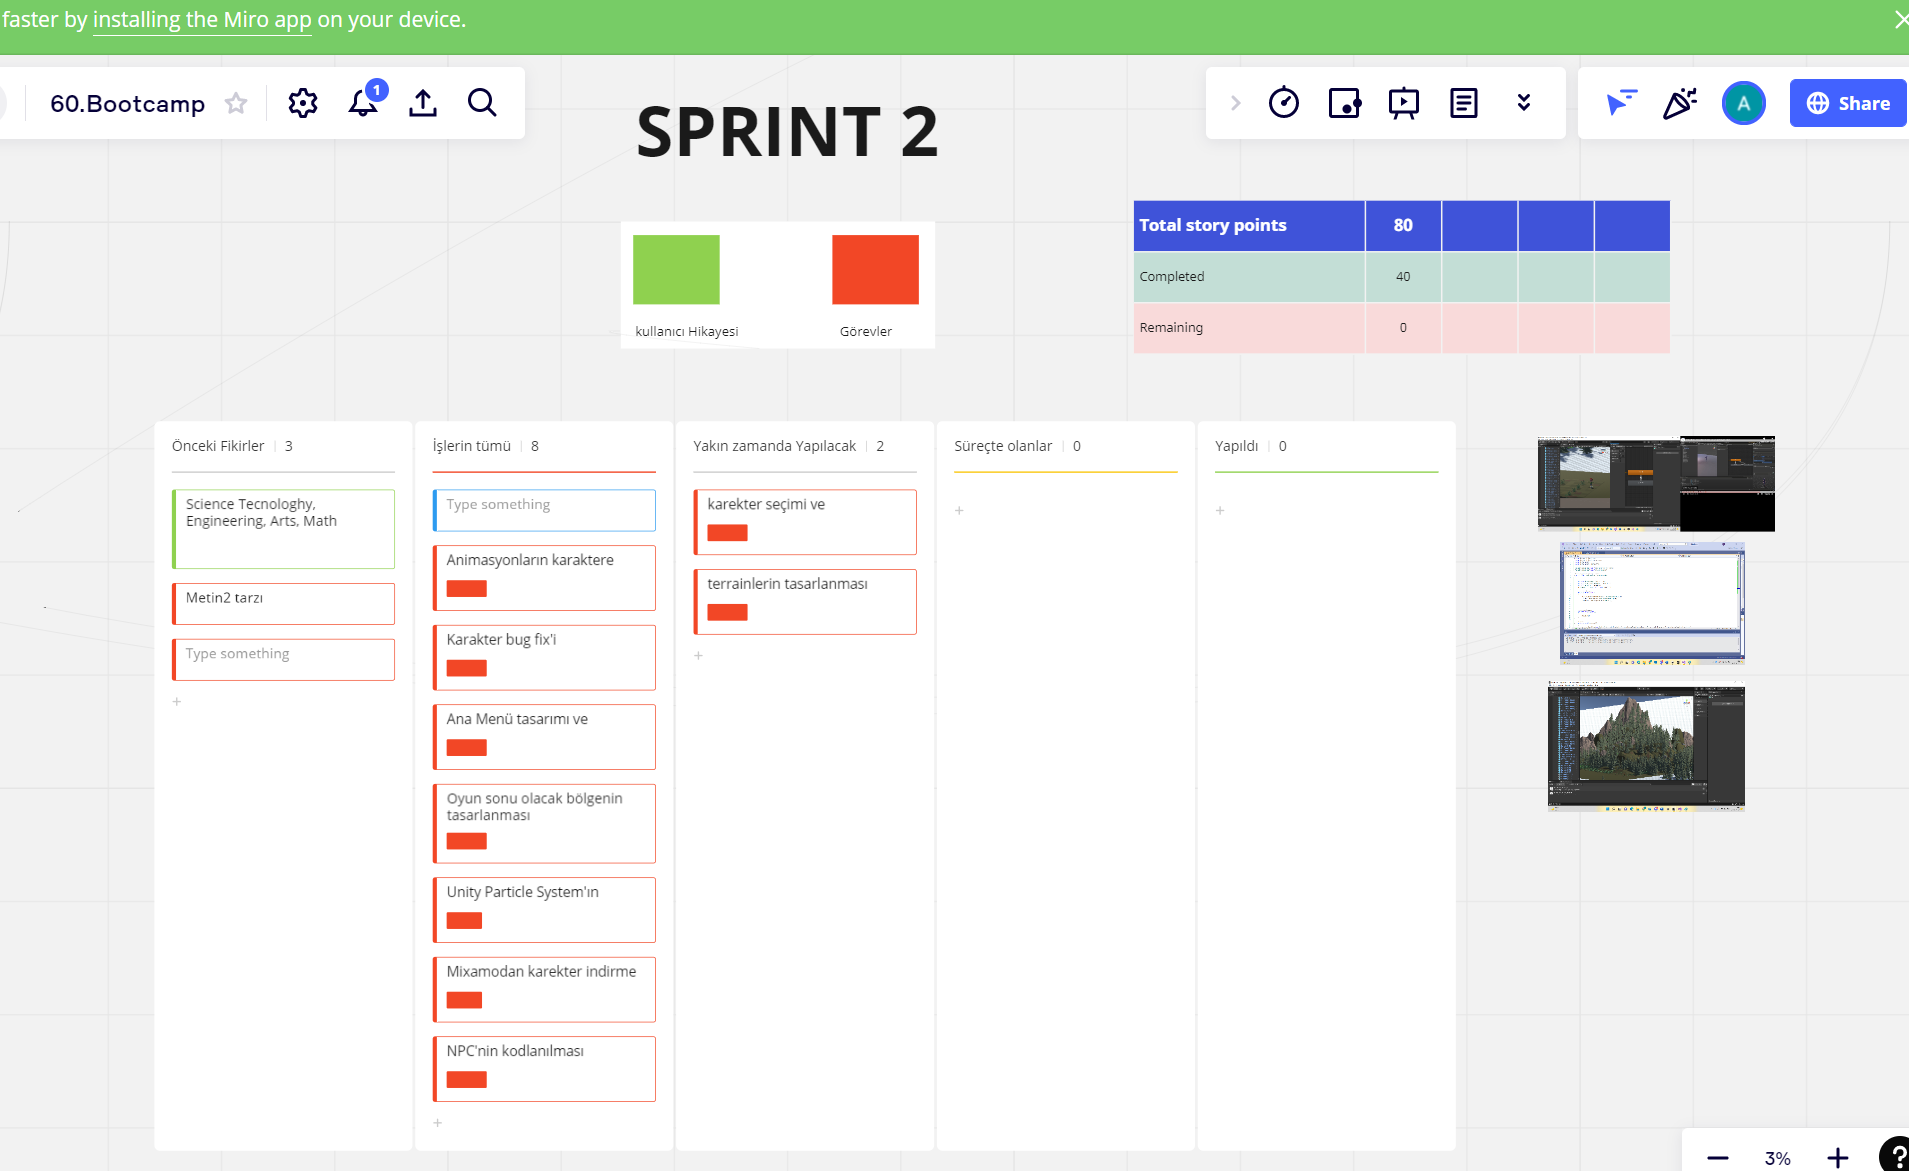 faster by installing the Miro app on your device.
60.Bootcamp
1
A
Share
SPRINT 2
kullanıcı Hikayesi
Görevler
Total story points 80
Completed 40
Remaining 0
Önceki Fikirler 3
Science Tecnologhy,
Engineering, Arts, Math
Metin2 tarzı
Type something
İşlerin tümü 8
Type something
Animasyonların karaktere
Karakter bug fix'i
Ana Menü tasarımı ve
Oyun sonu olacak bölgenin
tasarlanması
Unity Particle System'ın
Mixamodan karekter indirme
NPC'nin kodlanılması
Yakın zamanda Yapılacak 2
karekter seçimi ve
terrainlerin tasarlanması
Süreçte olanlar 0
Yapıldı 0
3%
?